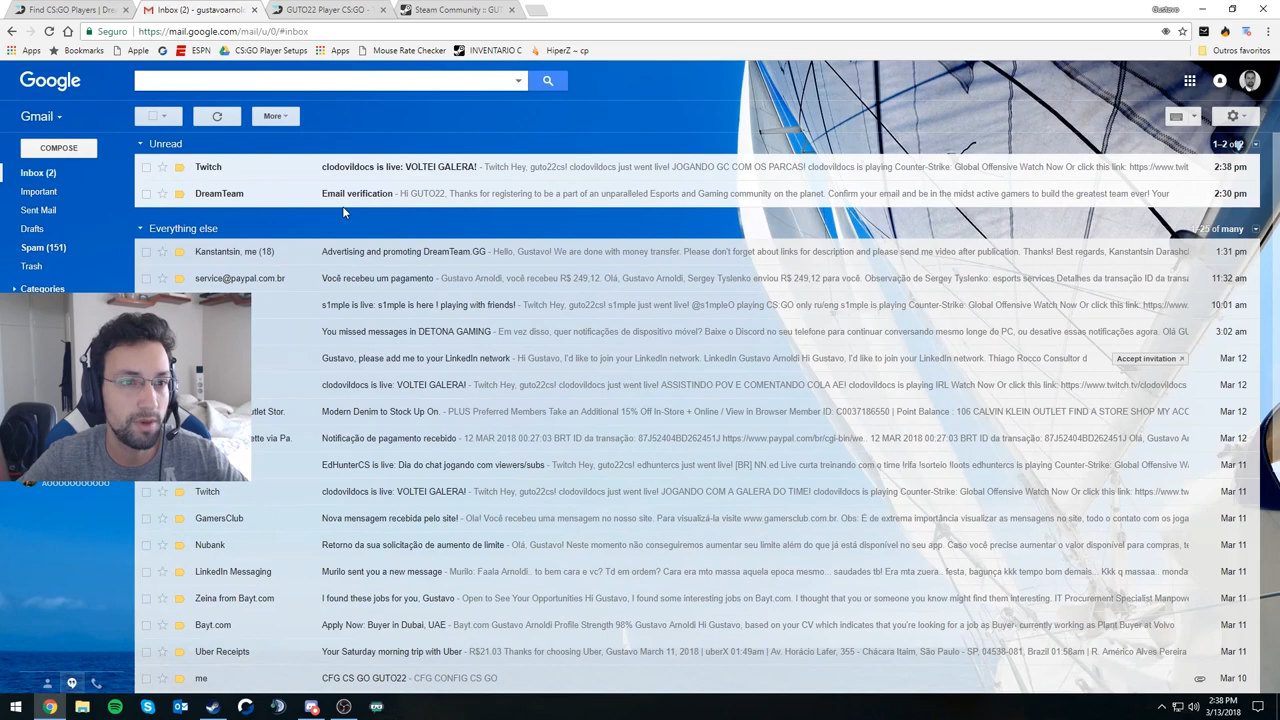 Find CS:GO Players | Dre
Inbox (2) - gustavoarnol
GUTO22 Player CS:GO - T
Steam Community :: GUT
Gustavo
Seguro https://mail.google.com/mail/u/0/#inbox
Apps Bookmarks Apple ESPN CS:GO Player Setups Apps Mouse Rate Checker INVENTARIO C HiperZ ~ cp Outros favoritos
Google
Gmail More
COMPOSE
Inbox (2)
Important
Sent Mail
Drafts
Spam (151)
Trash
Categories
Unread 1–2 of 2
Twitch clodovildocs is live: VOLTEI GALERA! - Twitch Hey, guto22cs! clodovildocs just went live! JOGANDO GC COM OS PARCAS! clodovildocs is playing Counter-Strike: Global Offensive Watch Now Or click this link: https://www.twit 2:38 pm
DreamTeam Email verification - Hi GUTO22, Thanks for registering to be a part of an unparalleled Esports and Gaming community on the planet. Confirm your email and be in the midst active gamers to build the greatest team ever! Your 2:30 pm
Everything else 1–25 of many
Kanstantsin, me (18) Advertising and promoting DreamTeam.GG - Hello, Gustavo! We are done with money transfer. Please don't forget about links for description and please send me video after publication. Thanks! Best regards, Kanstantsin Darashc 1:31 pm
service@paypal.com.br Você recebeu um pagamento - Gustavo Arnoldi, você recebeu R$ 249,12. Olá, Gustavo Arnoldi, Sergey Tyslenko enviou R$ 249,12 para você. Observação de Sergey Tyslenko: esports services Detalhes da transação ID da transa 11:32 am
s1mple is live: s1mple is here ! playing with friends! - Twitch Hey, guto22cs! s1mple just went live! @s1mpleO playing CS:GO only ru/eng s1mple is playing Counter-Strike: Global Offensive Watch Now Or click this link: https://www. 10:01 am
You missed messages in DETONA GAMING - Em vez disso, quer notificações de dispositivo móvel? Baixe o Discord no seu telefone para continuar conversando mesmo longe do PC, ou desative essas notificações agora. Olá GU 3:02 am
Gustavo, please add me to your LinkedIn network - Hi Gustavo, I'd like to join your LinkedIn network. LinkedIn Gustavo Arnoldi Hi Gustavo, I'd like to join your LinkedIn network. Thiago Rocco Consultor d Accept invitation Mar 12
clodovildocs is live: VOLTEI GALERA! - Twitch Hey, guto22cs! clodovildocs just went live! ASSISTINDO POV E COMENTANDO COLA AE! clodovildocs is playing IRL Watch Now Or click this link: https://www.twitch.tv/clodovildocs Mar 12
utlet Stor. Modern Denim to Stock Up On. - PLUS Preferred Members Take an Additional 15% Off In-Store + Online / View in Browser Member ID: C0037186550 | Point Balance : 106 CALVIN KLEIN OUTLET FIND A STORE SHOP MY ACC Mar 12
ette via Pa. Notificação de pagamento recebido - 12 MAR 2018 00:27:03 BRT ID da transação: 87J52404BD262451J https://www.paypal.com/br/cgi-bin/we.. 12 MAR 2018 00:27:03 BRT ID da transação: 87J52404BD262451J Olá, Gustavo Ar Mar 12
EdHunterCS is live: Dia do chat jogando com viewers/subs - Twitch Hey, guto22cs! edhuntercs just went live! [BR] NN.ed Live curta treinando com o time !rifa !sorteio !loots edhuntercs is playing Counter-Strike: Global Offensive W Mar 11
Twitch clodovildocs is live: VOLTEI GALERA! - Twitch Hey, guto22cs! clodovildocs just went live! JOGANDO COM A GALERA DO TIME! clodovildocs is playing Counter-Strike: Global Offensive Watch Now Or click this link: https://www.tw Mar 11
GamersClub Nova mensagem recebida pelo site! - Ola! Você recebeu uma mensagem no nosso site. Para visualizá-la visite www.gamersclub.com.br. Obs: É de extrema importância visualizar as mensagens no site, todo o contato com os joga Mar 11
Nubank Retorno da sua solicitação de aumento de limite - Olá, Gustavo! Neste momento não conseguiremos aumentar seu limite além do que já está disponível no seu app. Caso você precise aumentar o valor disponível para compras, te Mar 11
LinkedIn Messaging Murilo sent you a new message - Murilo: Faala Arnoldi.. to bem cara e vc? Td em ordem? Cara era mto massa aquela epoca mesmo... saudades tb! Era mta zuera.. festa, bagunça kkk tempo bom demais... Kkk q massaa.. rumo Mar 11
Zeina from Bayt.com I found these jobs for you, Gustavo - Open to See Your Opportunities Hi Gustavo, I found some interesting jobs on Bayt.com. I thought that you or someone you know might find them interesting. IT Procurement Specialist Manpowe Mar 11
Bayt.com Apply Now: Buyer in Dubai, UAE - Bayt.com Gustavo Arnoldi Profile Strength 98% Gustavo Arnoldi Hi Gustavo, based on your CV which indicates that you're looking for a job as Buyer- currently working as Plant Buyer at Volvo Mar 11
Uber Receipts Your Saturday morning trip with Uber - R$21.03 Thanks for choosing Uber, Gustavo March 11, 2018 | uberX 01:49am | Av. Horácio Lafer, 355 - Chácara Itaim, São Paulo - SP, 04538-081, Brazil 01:58am | R. Américo Alves Pereira Mar 11
me CFG CS GO GUTO22 - CFG CONFIG CS GO Mar 10
2:38 PM
3/13/2018